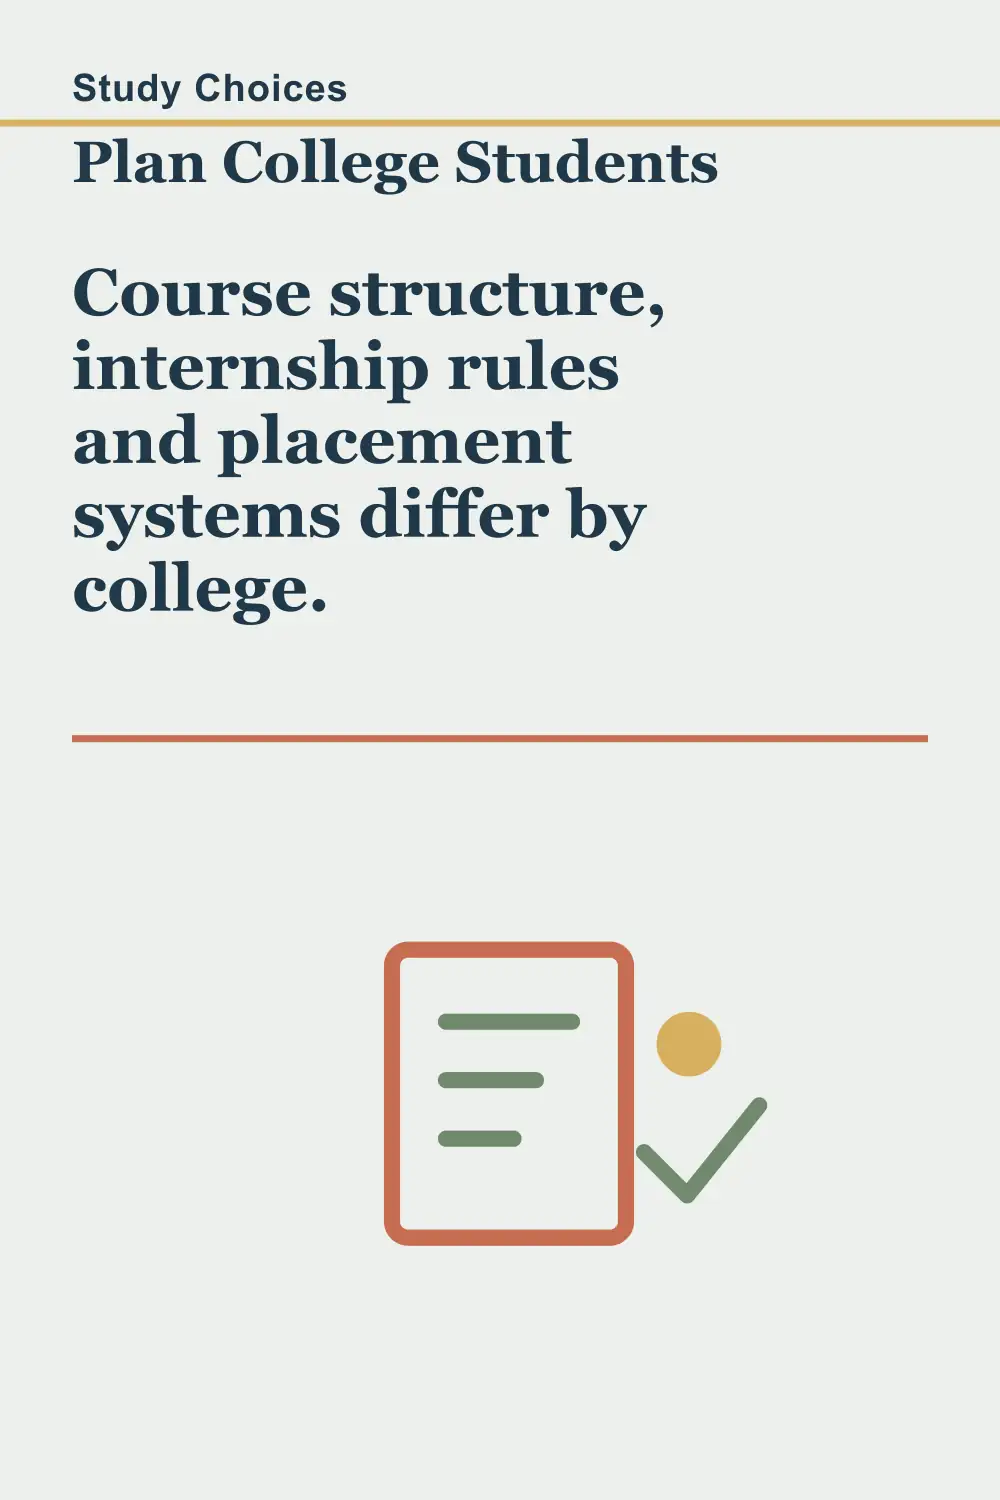 Study Choices
Plan College Students
Course structure,
internship rules
and placement
systems differ by
college.